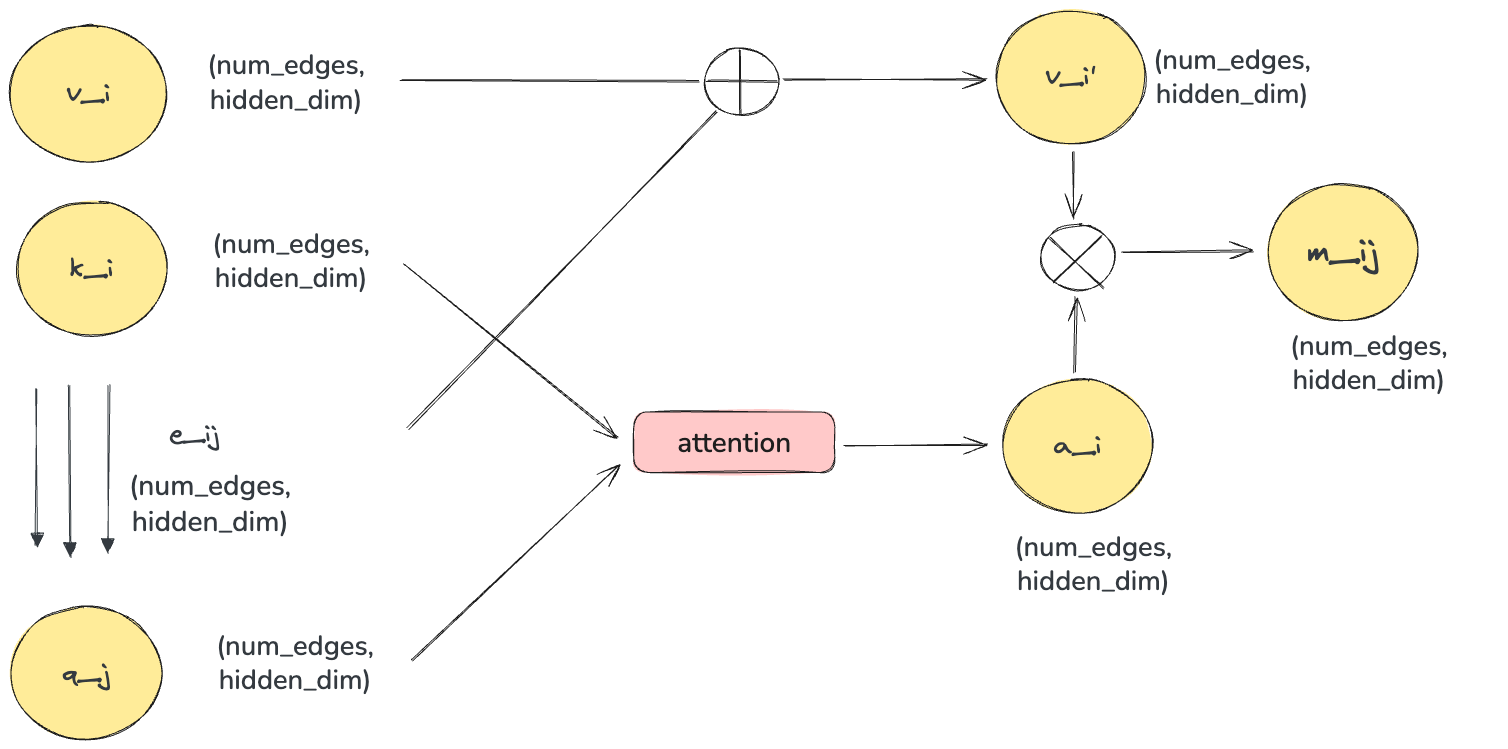 v_i
(num_edges,
hidden_dim)
v_i'
(num_edges,
hidden_dim)
k_i
(num_edges,
hidden_dim)
m_ij
(num_edges,
hidden_dim)
e_ij
(num_edges,
hidden_dim)
attention
a_i
(num_edges,
hidden_dim)
q_j
(num_edges,
hidden_dim)